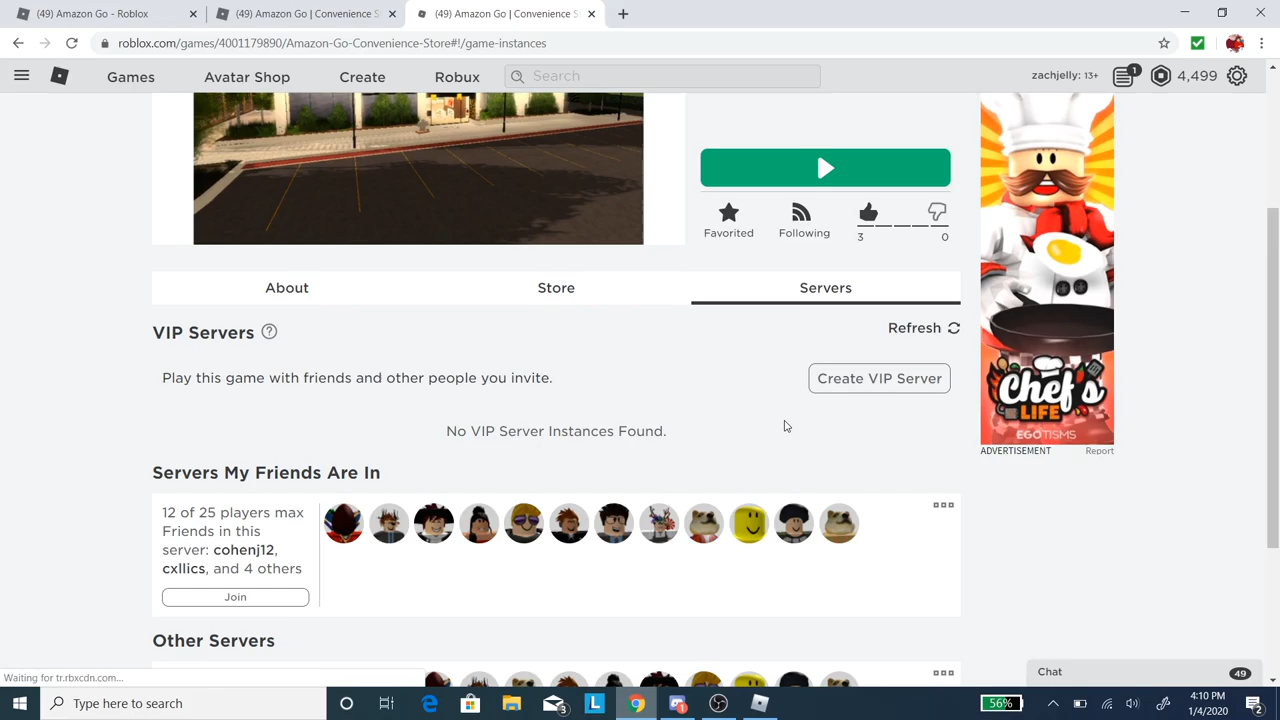 (49) Amazon Go - Roblox
(49) Amazon Go | Convenience S
(49) Amazon Go | Convenience S
roblox.com/games/4001179890/Amazon-Go-Convenience-Store#!/game-instances
Games
Avatar Shop
Create
Robux
Search
zachjelly: 13+
1
4,499
Favorited
Following
3
0
About
Store
Servers
VIP Servers
Refresh
Play this game with friends and other people you invite.
Create VIP Server
No VIP Server Instances Found.
chef's
LIFE
EGOTISMS
ADVERTISEMENT
Report
Servers My Friends Are In
12 of 25 players max
Friends in this
server: cohenj12,
cxllics, and 4 others
Join
Other Servers
Waiting for tr.rbxcdn.com...
Chat
49
Type here to search
3
L
1
56%
4:10 PM
1/4/2020
2